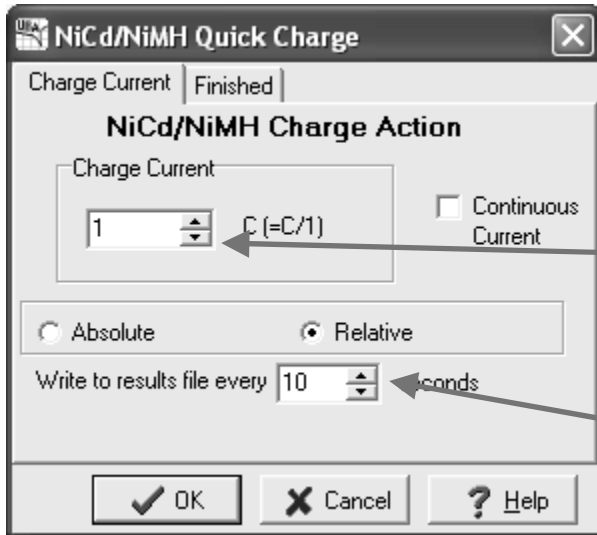 NiCd/NiMH Quick Charge
Charge Current Finished
NiCd/NiMH Charge Action
Charge Current
1 C (=C/1)
Continuous
Current
Absolute Relative
Write to results file every 10 seconds
OK Cancel ? Help